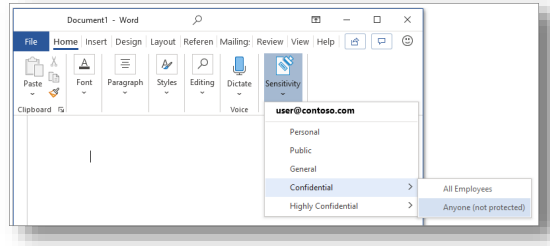 Document1 - Word
File Home Insert Design Layout Referen Mailing: Review View Help
Paste Font Paragraph Styles Editing Dictate Sensitivity
Clipboard Voice
user@contoso.com
Personal
Public
General
Confidential
All Employees
Highly Confidential
Anyone (not protected)